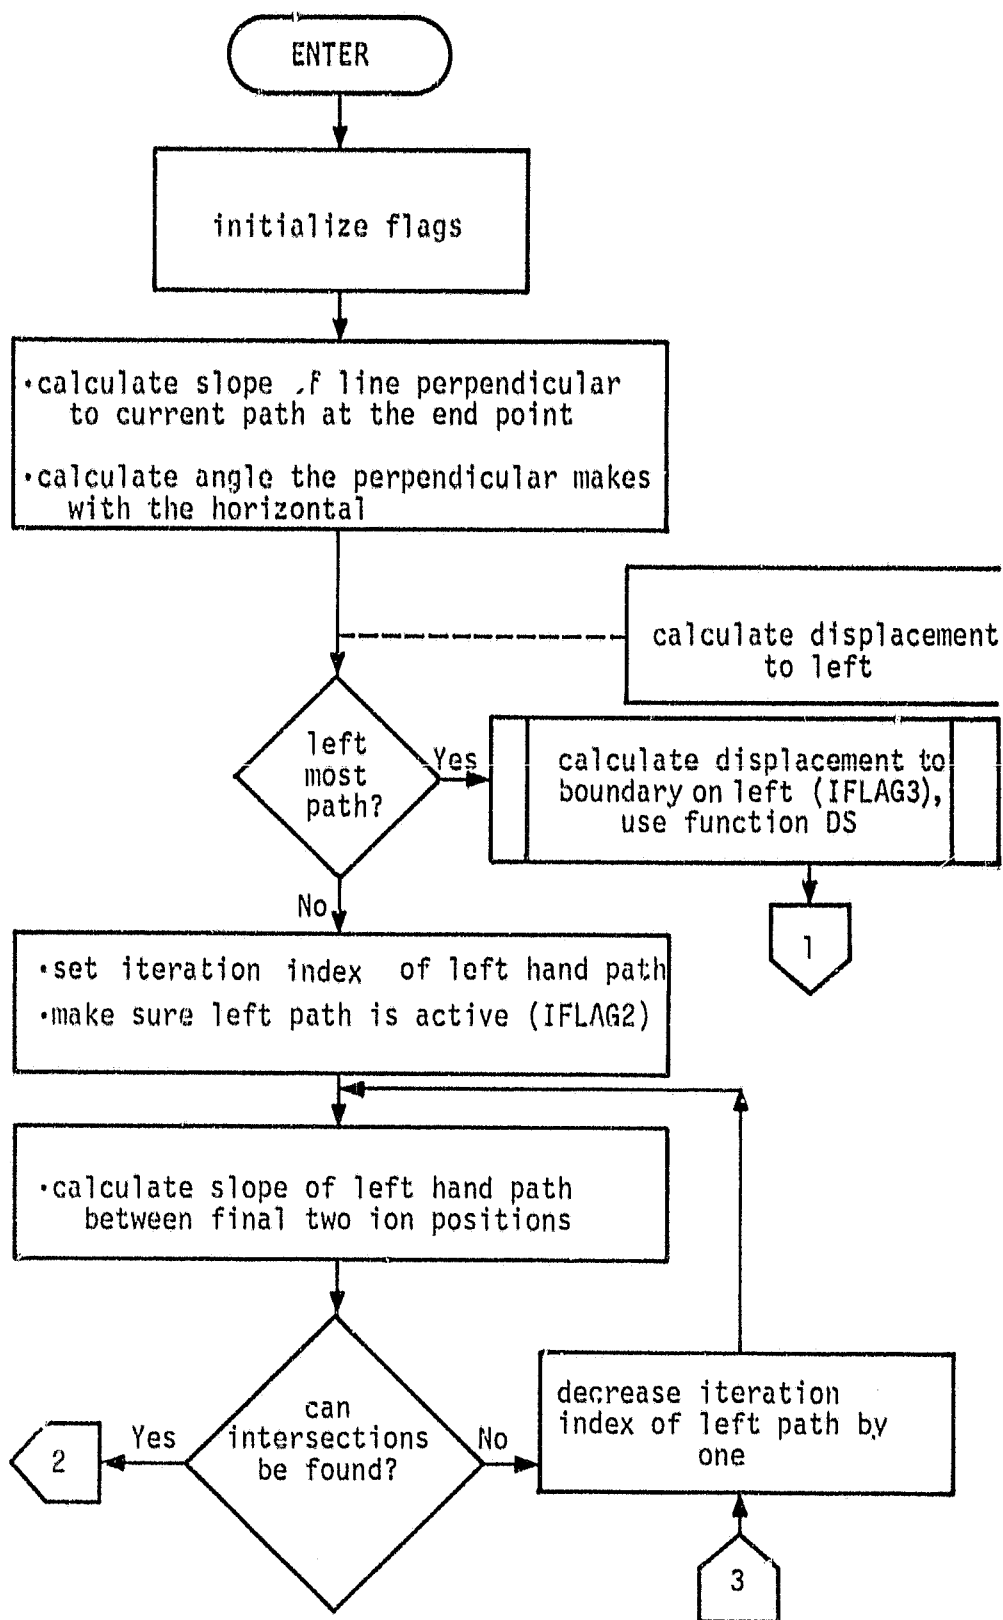 ENTER
initialize flags
•calculate slope .f line perpendicular
to current path at the end point
•calculate angle the perpendicular makes
with the horizontal
calculate displacement
to left
left
most
path?
Yes
calculate displacement to
boundary on left (IFLAG3),
use function DS
1
No
•set iteration index of left hand path
•make sure left path is active (IFLAG2)
•calculate slope of left hand path
between final two ion positions
can
intersections
be found?
Yes
2
No
decrease iteration
index of left path by
one
3